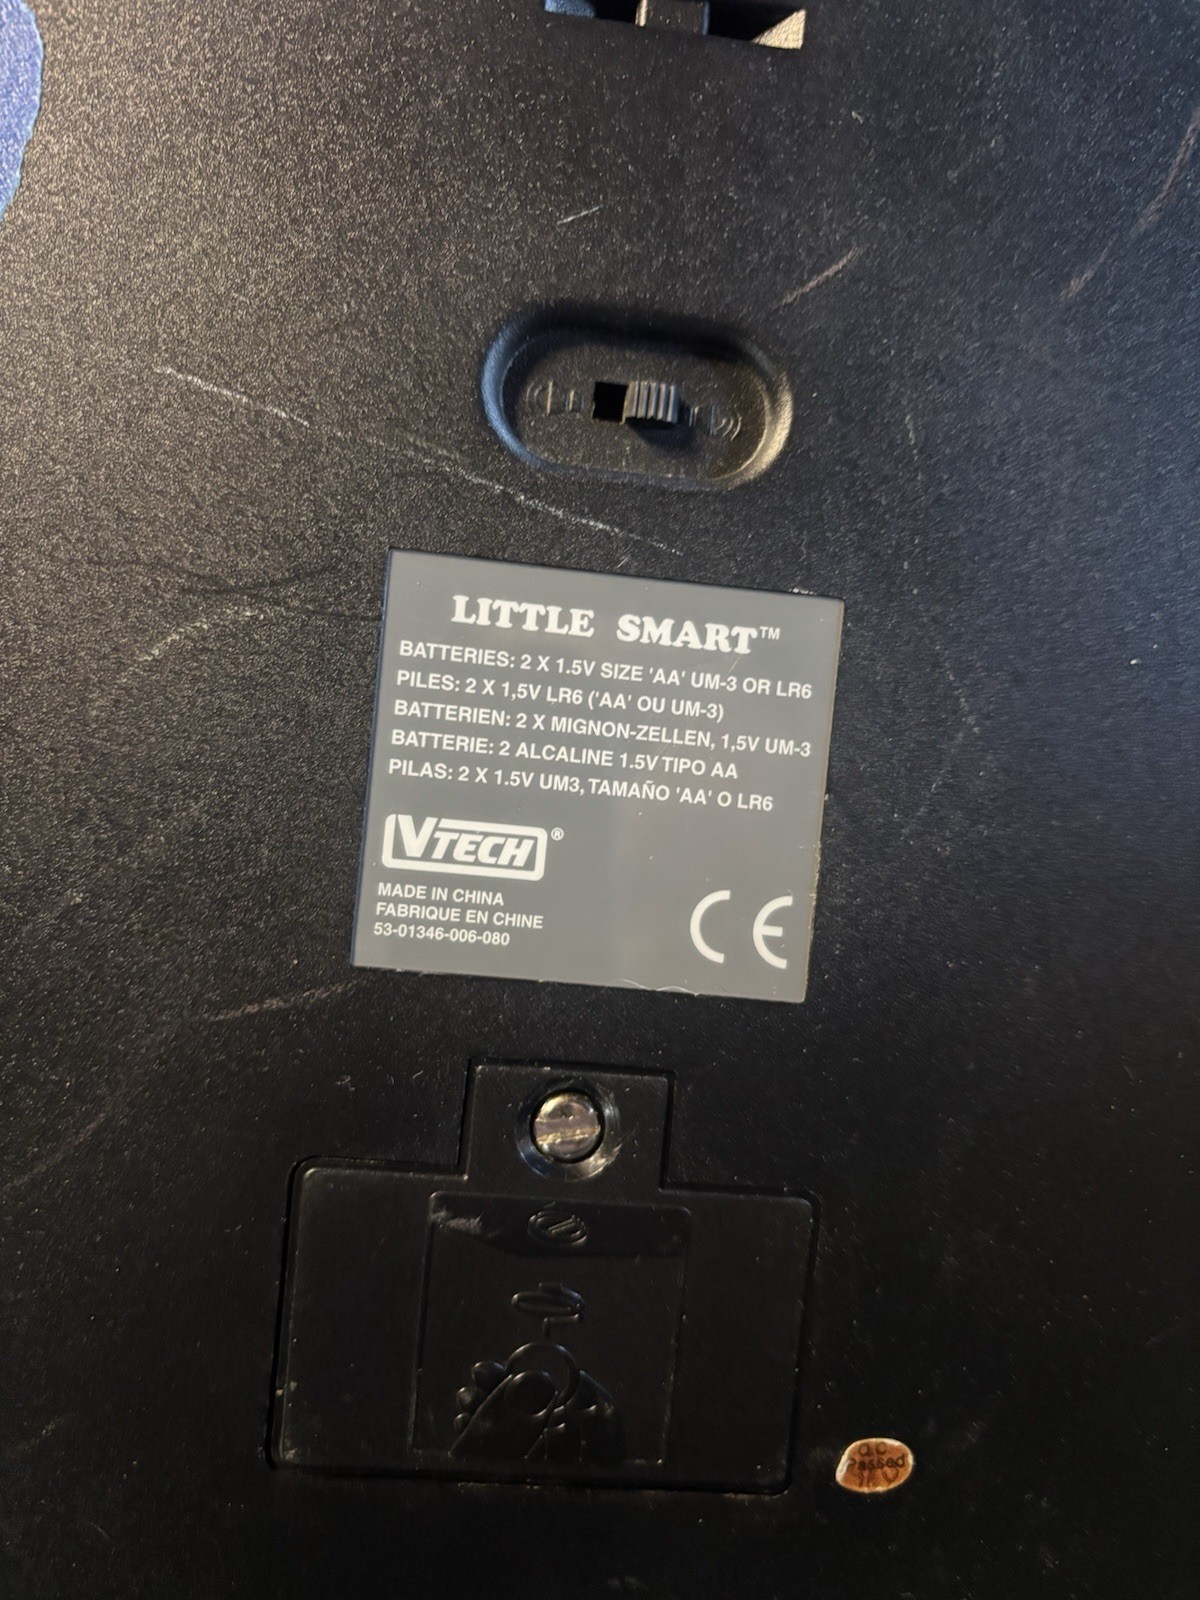 LITTLE SMART™
BATTERIES: 2 X 1.5V SIZE 'AA' UM-3 OR LR6
PILES: 2 X 1,5V LR6 ('AA' OU UM-3)
BATTERIEN: 2 X MIGNON-ZELLEN, 1,5V UM-3
BATTERIE: 2 ALCALINE 1.5V TIPO AA
PILAS: 2 X 1.5V UM3, TAMAÑO 'AA' O LR6
VTECH®
MADE IN CHINA
FABRIQUE EN CHINE
53-01346-006-080
CE
Q.C
Passed